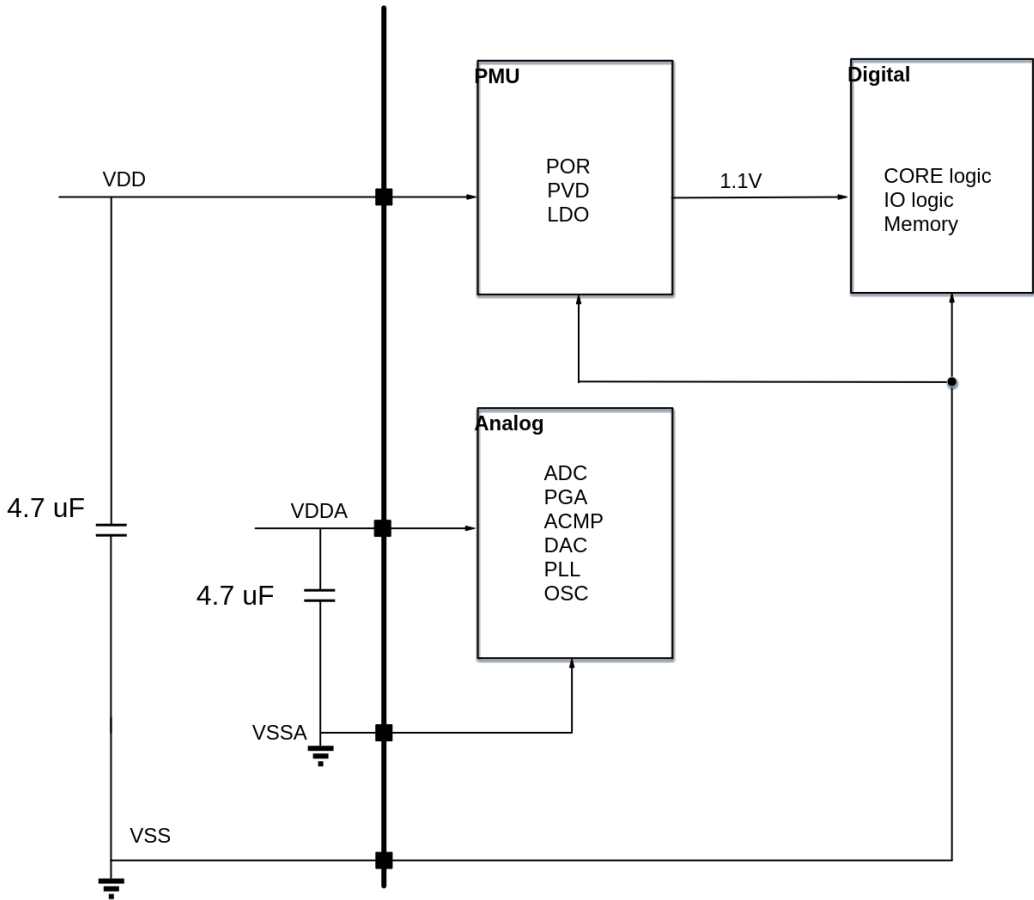 PMU
Digital
POR
PVD
LDO
VDD
1.1V
CORE logic
IO logic
Memory
Analog
ADC
PGA
ACMP
DAC
PLL
OSC
4.7 uF
VDDA
4.7 uF
VSSA
VSS